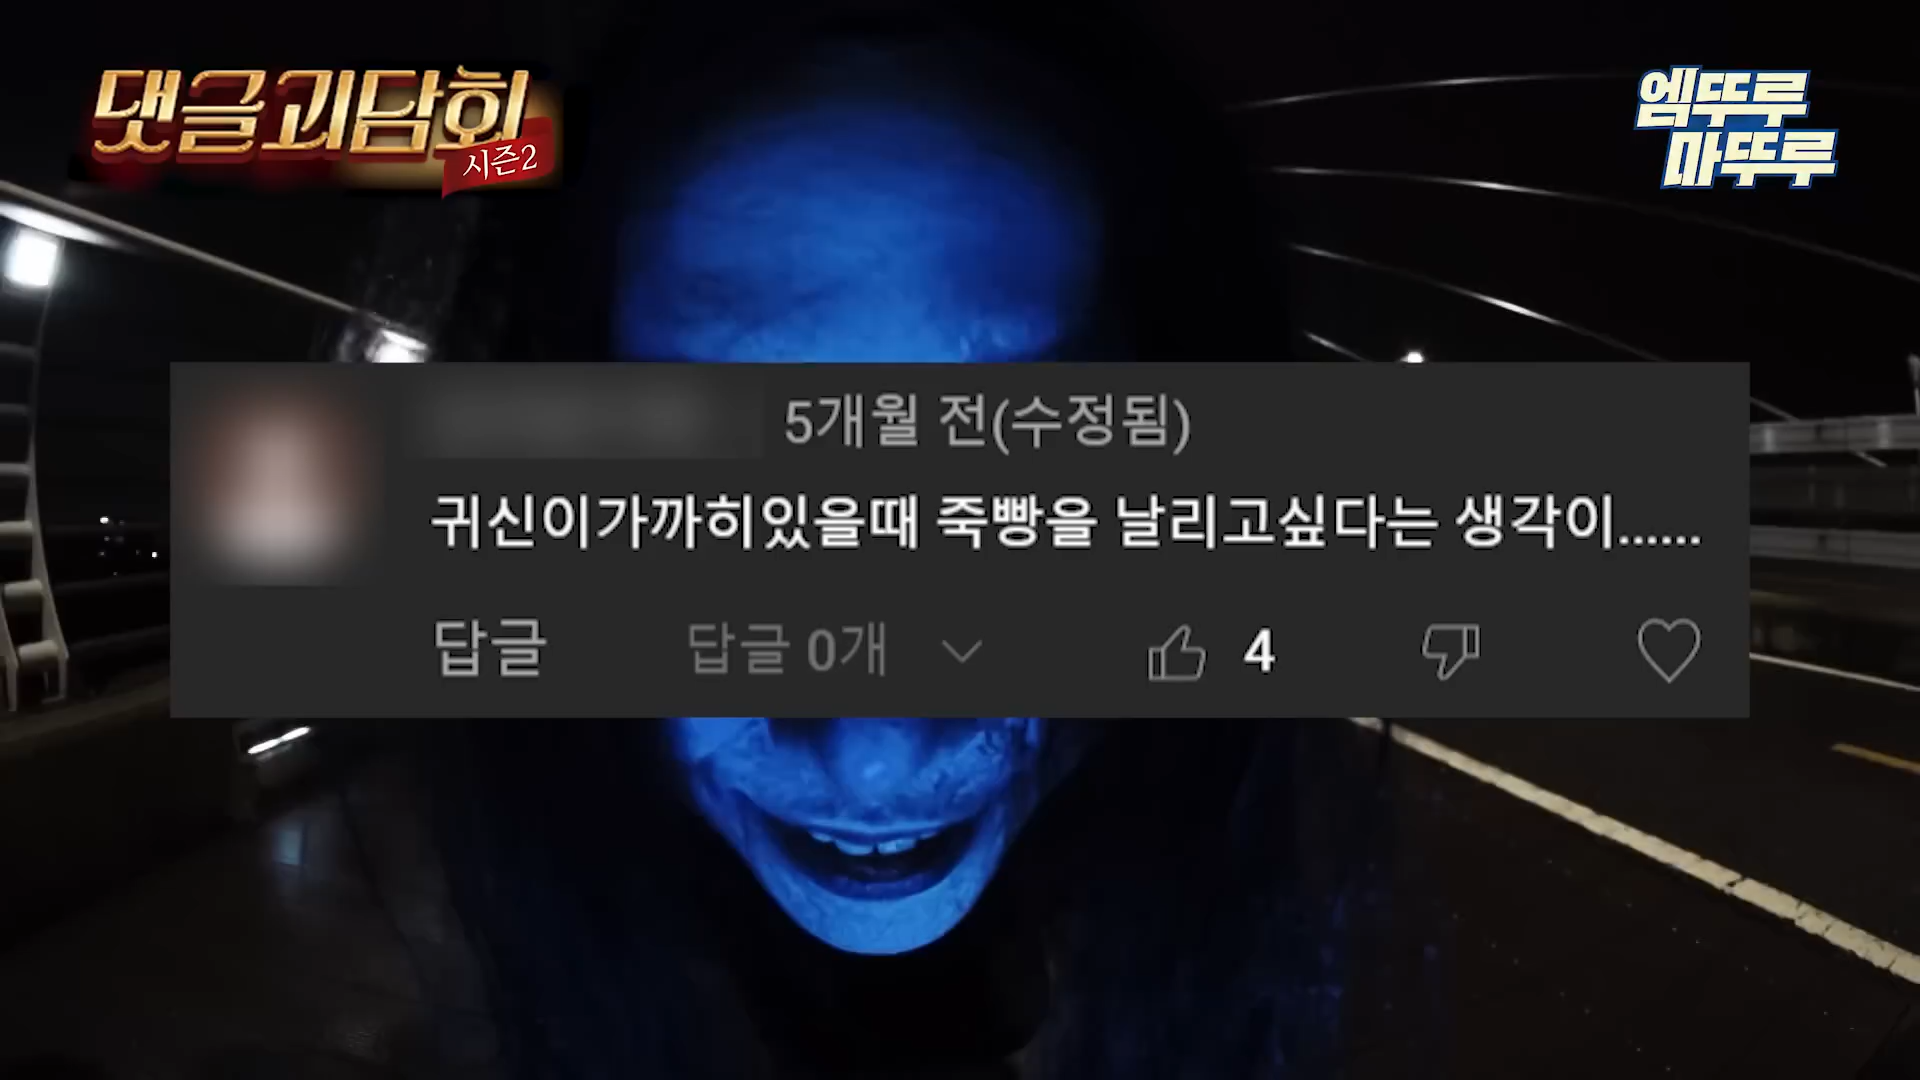 댓글괴담회
시즌2
엠뚜루
마뚜루
5개월 전(수정됨)
귀신이가까히있을때 죽빵을 날리고싶다는 생각이......
답글 답글 0개 4